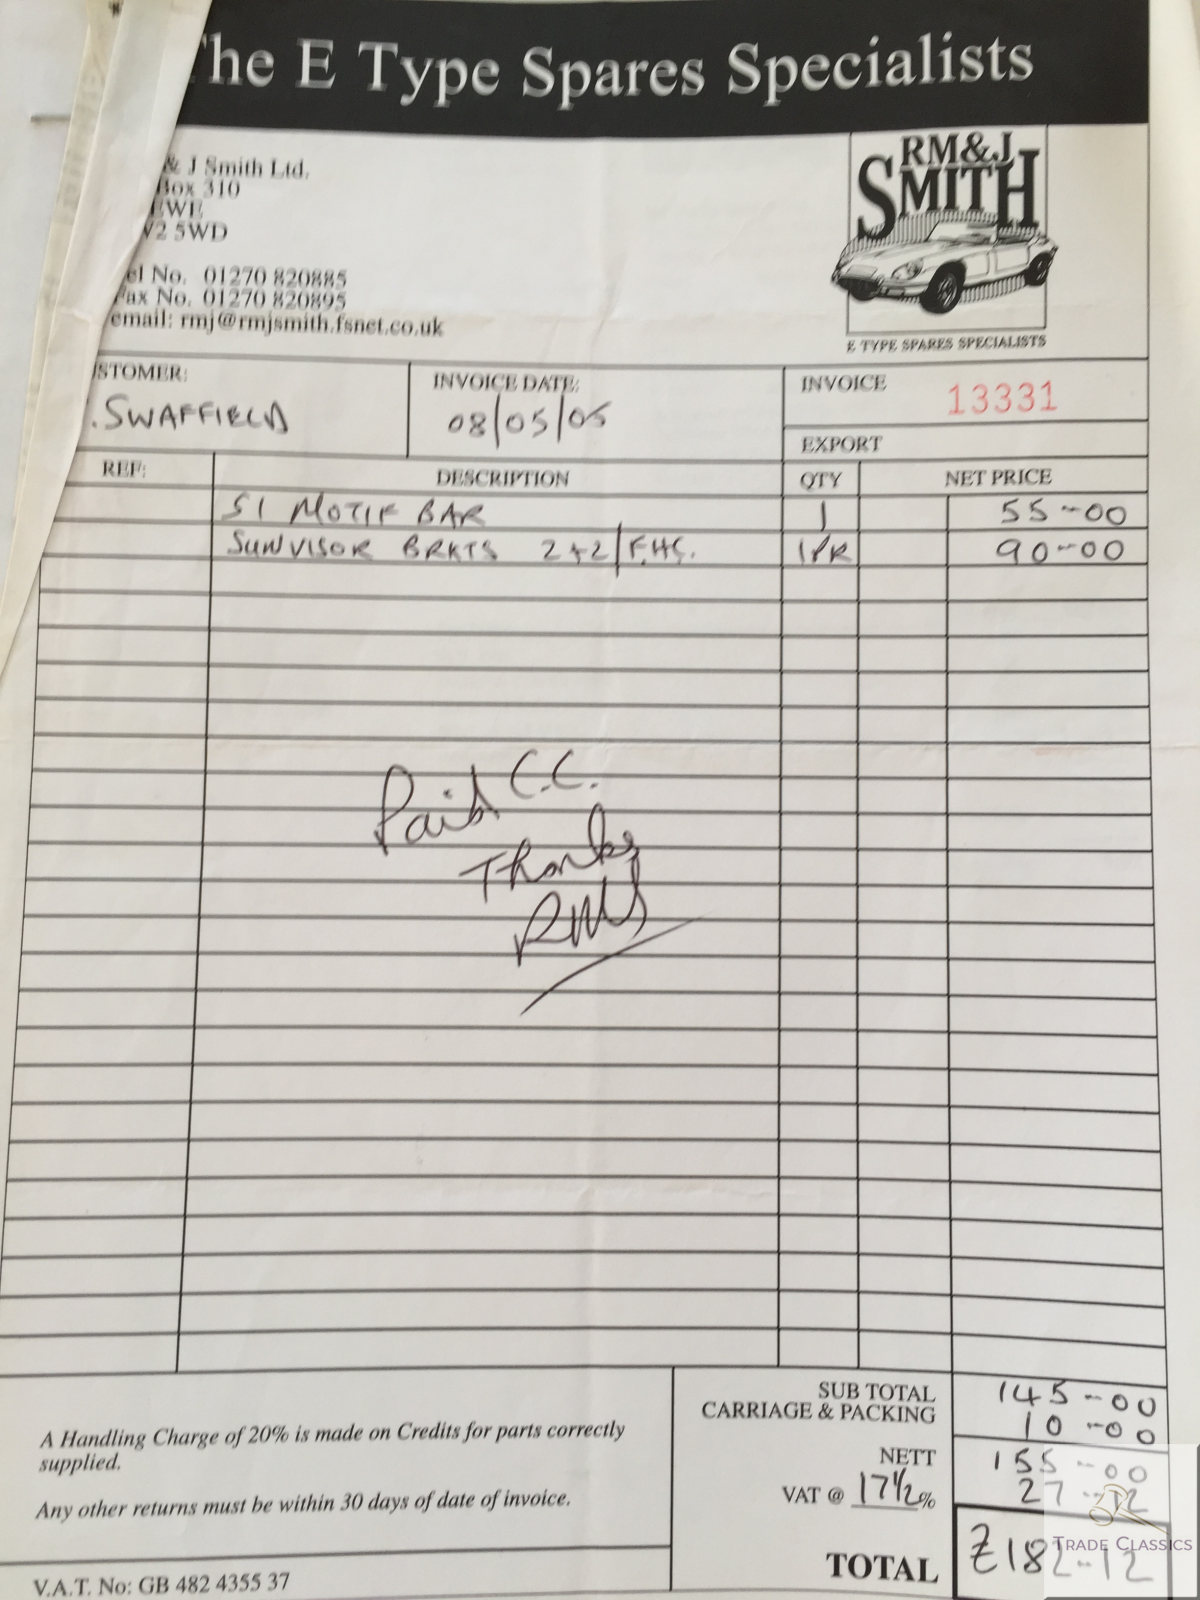 The E Type Spares Specialists
& J Smith Ltd.
Box 310
EWE
2 5WD
el No. 01270 820885
Fax No. 01270 820895
email: rmj@rmjsmith.fsnet.co.uk
RM&J
SMITH
E TYPE SPARES SPECIALISTS
STOMER:
. SWAFFIELD
INVOICE DATE:
08/05/05
INVOICE 13331
EXPORT
REF: DESCRIPTION QTY NET PRICE
S1 MOTIF BAR 1 55-00
SUNVISOR BRKTS 2+2/F.H.C. 1PR 90-00
Paid C.C.
Thanks
SUB TOTAL 145-00
CARRIAGE & PACKING 10-00
NETT 155-00
VAT @ 17½% 27-12
TOTAL £182-12
A Handling Charge of 20% is made on Credits for parts correctly
supplied.
Any other returns must be within 30 days of date of invoice.
V.A.T. No: GB 482 4355 37
TRADE CLASSICS